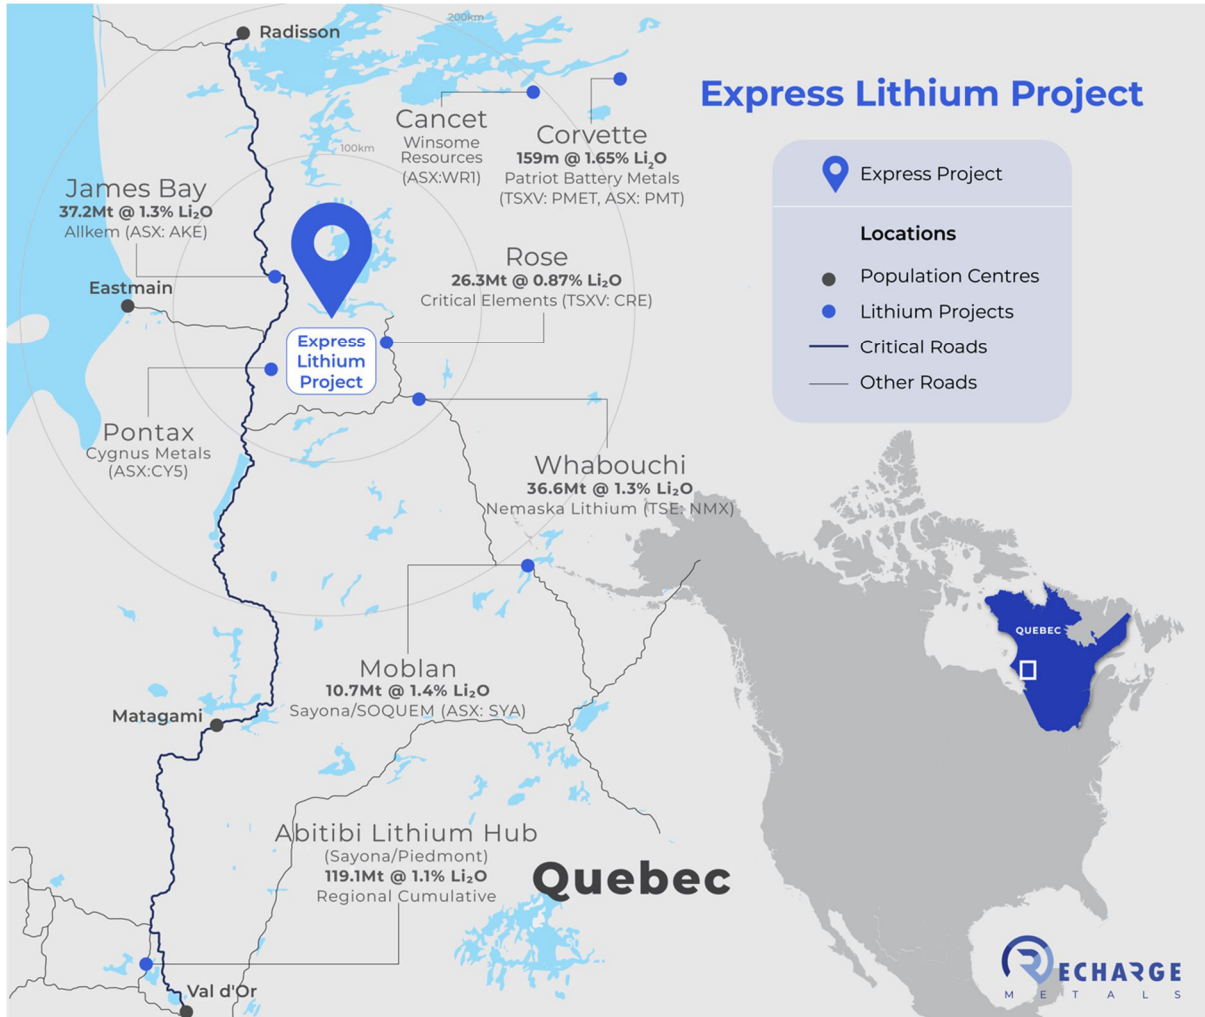 Radisson
200km
Express Lithium Project
Cancet
Winsome
Resources
(ASX:WR1)
Corvette
159m @ 1.65% Li₂O
Patriot Battery Metals
(TSXV: PMET, ASX: PMT)
100km
Express Project
James Bay
37.2Mt @ 1.3% Li₂O
Allkem (ASX: AKE)
Locations
Population Centres
Lithium Projects
Critical Roads
Other Roads
Rose
26.3Mt @ 0.87% Li₂O
Critical Elements (TSXV: CRE)
Eastmain
Express
Lithium
Project
Pontax
Cygnus Metals
(ASX:CY5)
Whabouchi
36.6Mt @ 1.3% Li₂O
Nemaska Lithium (TSE: NMX)
QUEBEC
Moblan
10.7Mt @ 1.4% Li₂O
Sayona/SOQUEM (ASX: SYA)
Matagami
Abitibi Lithium Hub
(Sayona/Piedmont)
119.1Mt @ 1.1% Li₂O
Regional Cumulative
Quebec
Val d'Or
RECHARGE
METALS